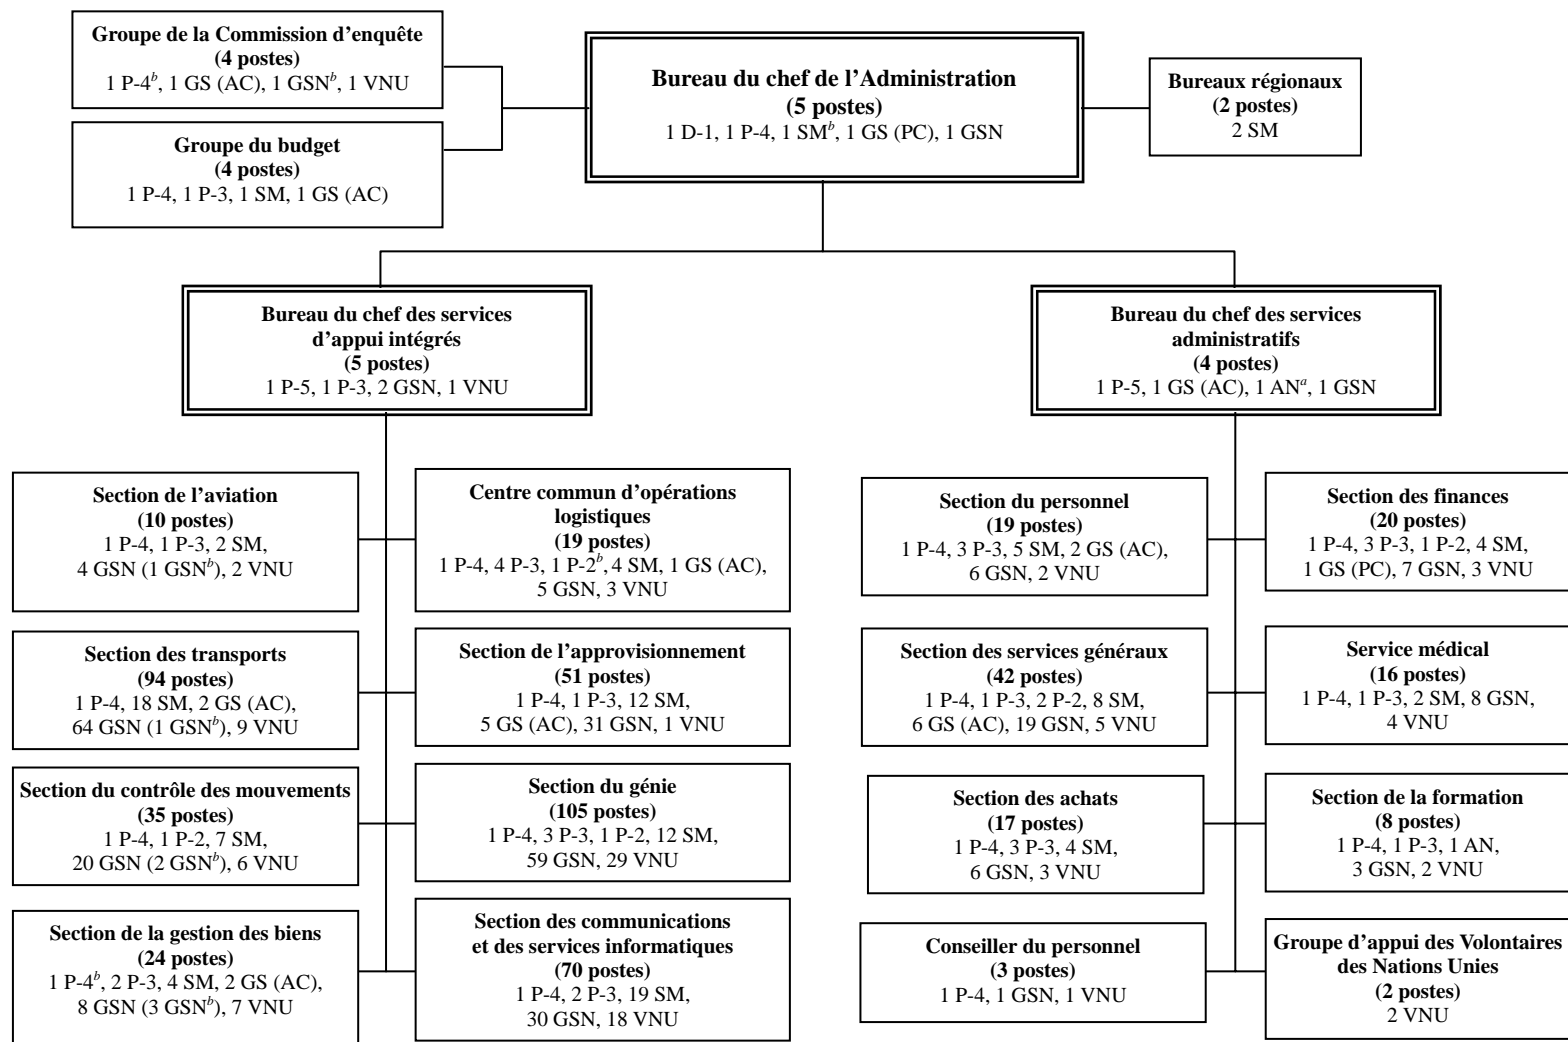 Groupe de la Commission d'enquête
(4 postes)
1 P-4ᵇ, 1 GS (AC), 1 GSNᵇ, 1 VNU
Groupe du budget
(4 postes)
1 P-4, 1 P-3, 1 SM, 1 GS (AC)
Bureau du chef de l’Administration
(5 postes)
1 D-1, 1 P-4, 1 SMᵇ, 1 GS (PC), 1 GSN
Bureaux régionaux
(2 postes)
2 SM
Bureau du chef des services
d’appui intégrés
(5 postes)
1 P-5, 1 P-3, 2 GSN, 1 VNU
Bureau du chef des services
administratifs
(4 postes)
1 P-5, 1 GS (AC), 1 ANᵃ, 1 GSN
Section de l’aviation
(10 postes)
1 P-4, 1 P-3, 2 SM,
4 GSN (1 GSNᵇ), 2 VNU
Centre commun d’opérations
logistiques
(19 postes)
1 P-4, 4 P-3, 1 P-2ᵇ, 4 SM, 1 GS (AC),
5 GSN, 3 VNU
Section du personnel
(19 postes)
1 P-4, 3 P-3, 5 SM, 2 GS (AC),
6 GSN, 2 VNU
Section des finances
(20 postes)
1 P-4, 3 P-3, 1 P-2, 4 SM,
1 GS (PC), 7 GSN, 3 VNU
Section des transports
(94 postes)
1 P-4, 18 SM, 2 GS (AC),
64 GSN (1 GSNᵇ), 9 VNU
Section de l’approvisionnement
(51 postes)
1 P-4, 1 P-3, 12 SM,
5 GS (AC), 31 GSN, 1 VNU
Section des services généraux
(42 postes)
1 P-4, 1 P-3, 2 P-2, 8 SM,
6 GS (AC), 19 GSN, 5 VNU
Service médical
(16 postes)
1 P-4, 1 P-3, 2 SM, 8 GSN,
4 VNU
Section du contrôle des mouvements
(35 postes)
1 P-4, 1 P-2, 7 SM,
20 GSN (2 GSNᵇ), 6 VNU
Section du génie
(105 postes)
1 P-4, 3 P-3, 1 P-2, 12 SM,
59 GSN, 29 VNU
Section des achats
(17 postes)
1 P-4, 3 P-3, 4 SM,
6 GSN, 3 VNU
Section de la formation
(8 postes)
1 P-4, 1 P-3, 1 AN,
3 GSN, 2 VNU
Section de la gestion des biens
(24 postes)
1 P-4ᵇ, 2 P-3, 4 SM, 2 GS (AC),
8 GSN (3 GSNᵇ), 7 VNU
Section des communications
et des services informatiques
(70 postes)
1 P-4, 2 P-3, 19 SM,
30 GSN, 18 VNU
Conseiller du personnel
(3 postes)
1 P-4, 1 GSN, 1 VNU
Groupe d’appui des Volontaires
des Nations Unies
(2 postes)
2 VNU